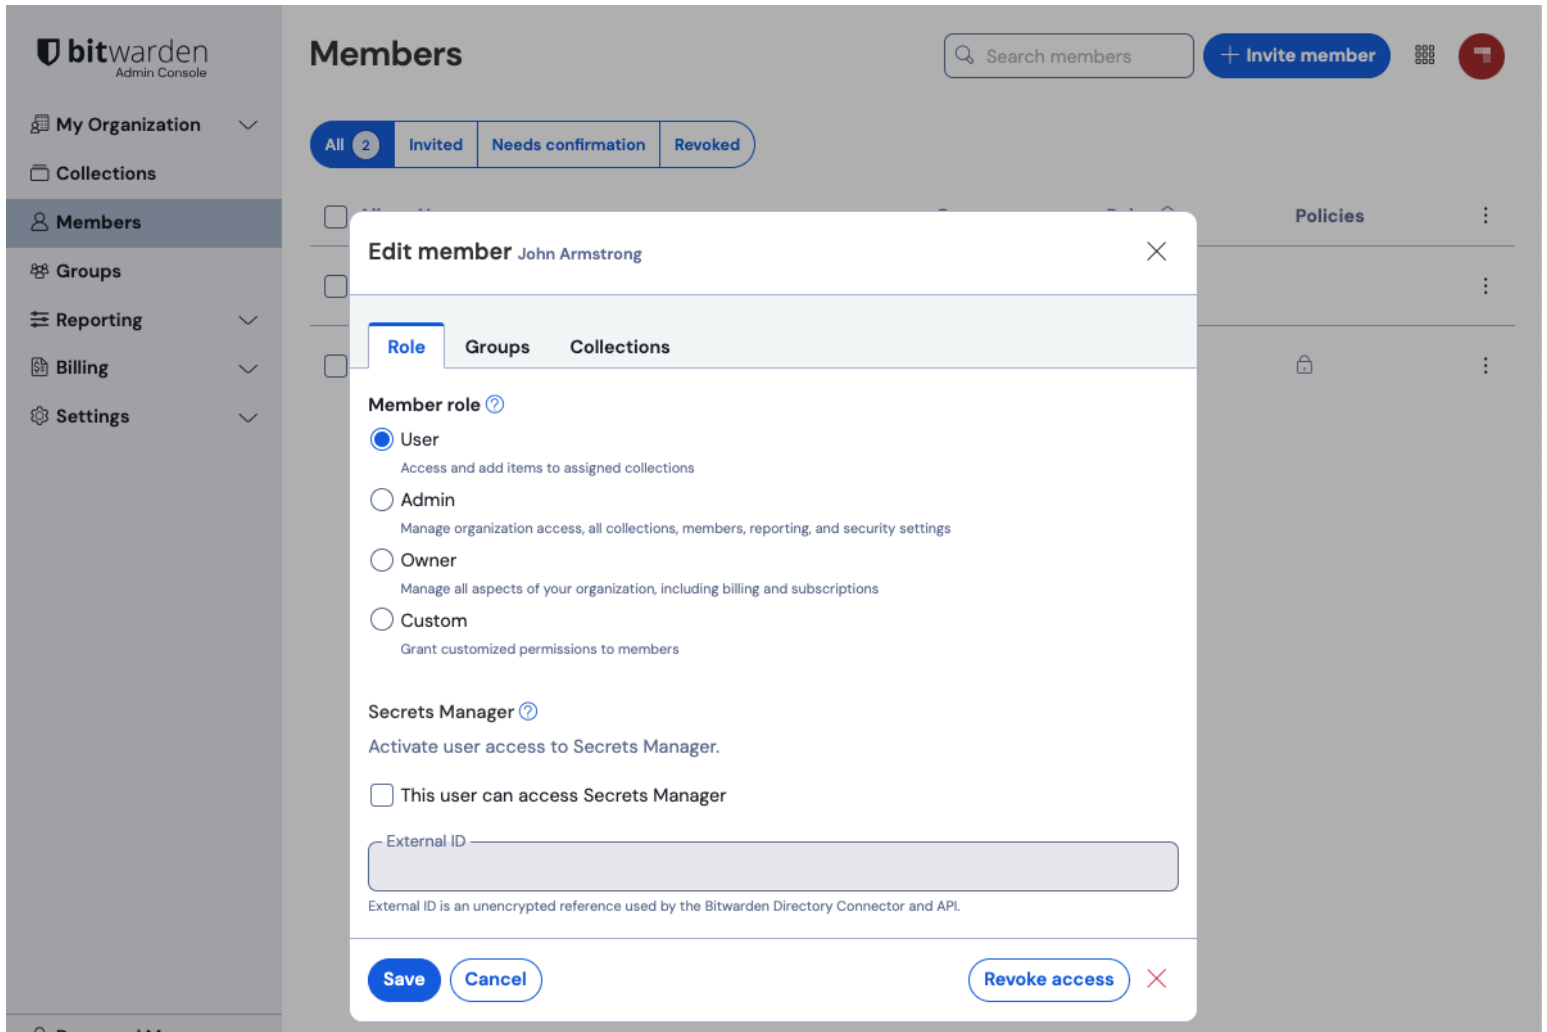 bitwarden
Admin Console
My Organization
Collections
Members
Groups
Reporting
Billing
Settings
Members
Search members
Invite member
All 2
Invited
Needs confirmation
Revoked
Policies
Edit member John Armstrong
Role
Groups
Collections
Member role
User
Access and add items to assigned collections
Admin
Manage organization access, all collections, members, reporting, and security settings
Owner
Manage all aspects of your organization, including billing and subscriptions
Custom
Grant customized permissions to members
Secrets Manager
Activate user access to Secrets Manager.
This user can access Secrets Manager
External ID
External ID is an unencrypted reference used by the Bitwarden Directory Connector and API.
Save
Cancel
Revoke access